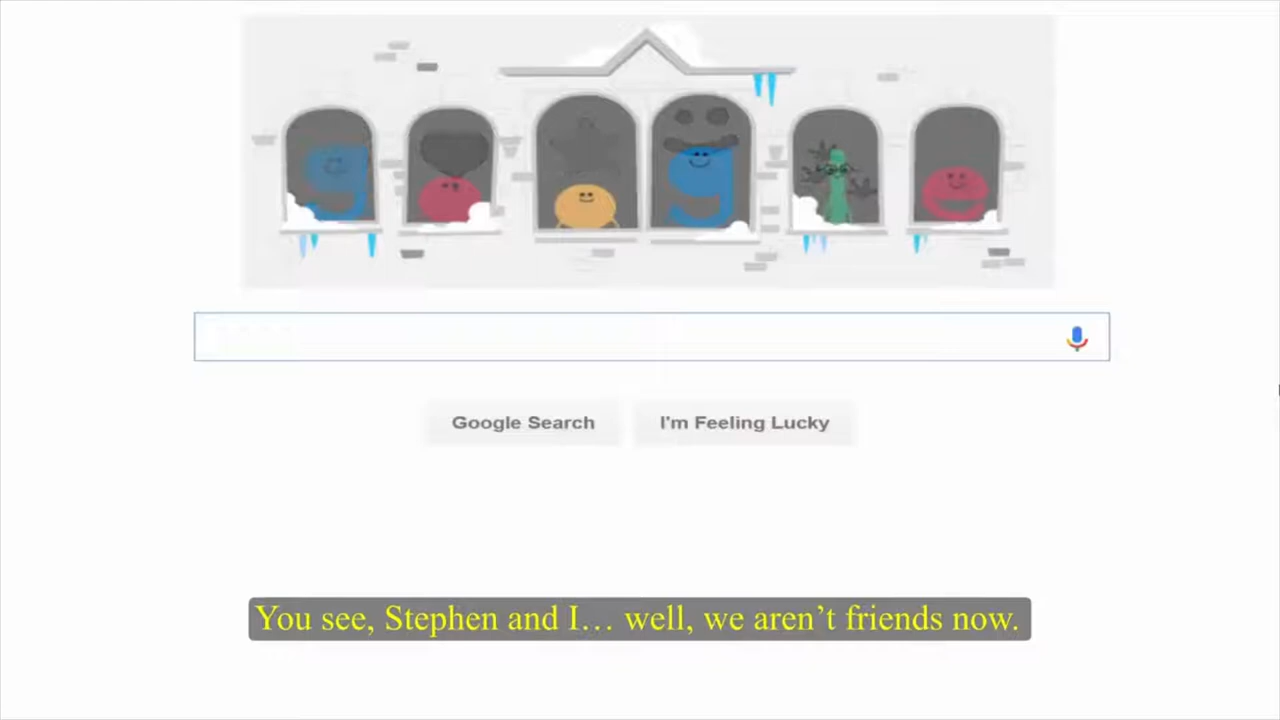 Google Search
I'm Feeling Lucky
You see, Stephen and I… well, we aren’t friends now.